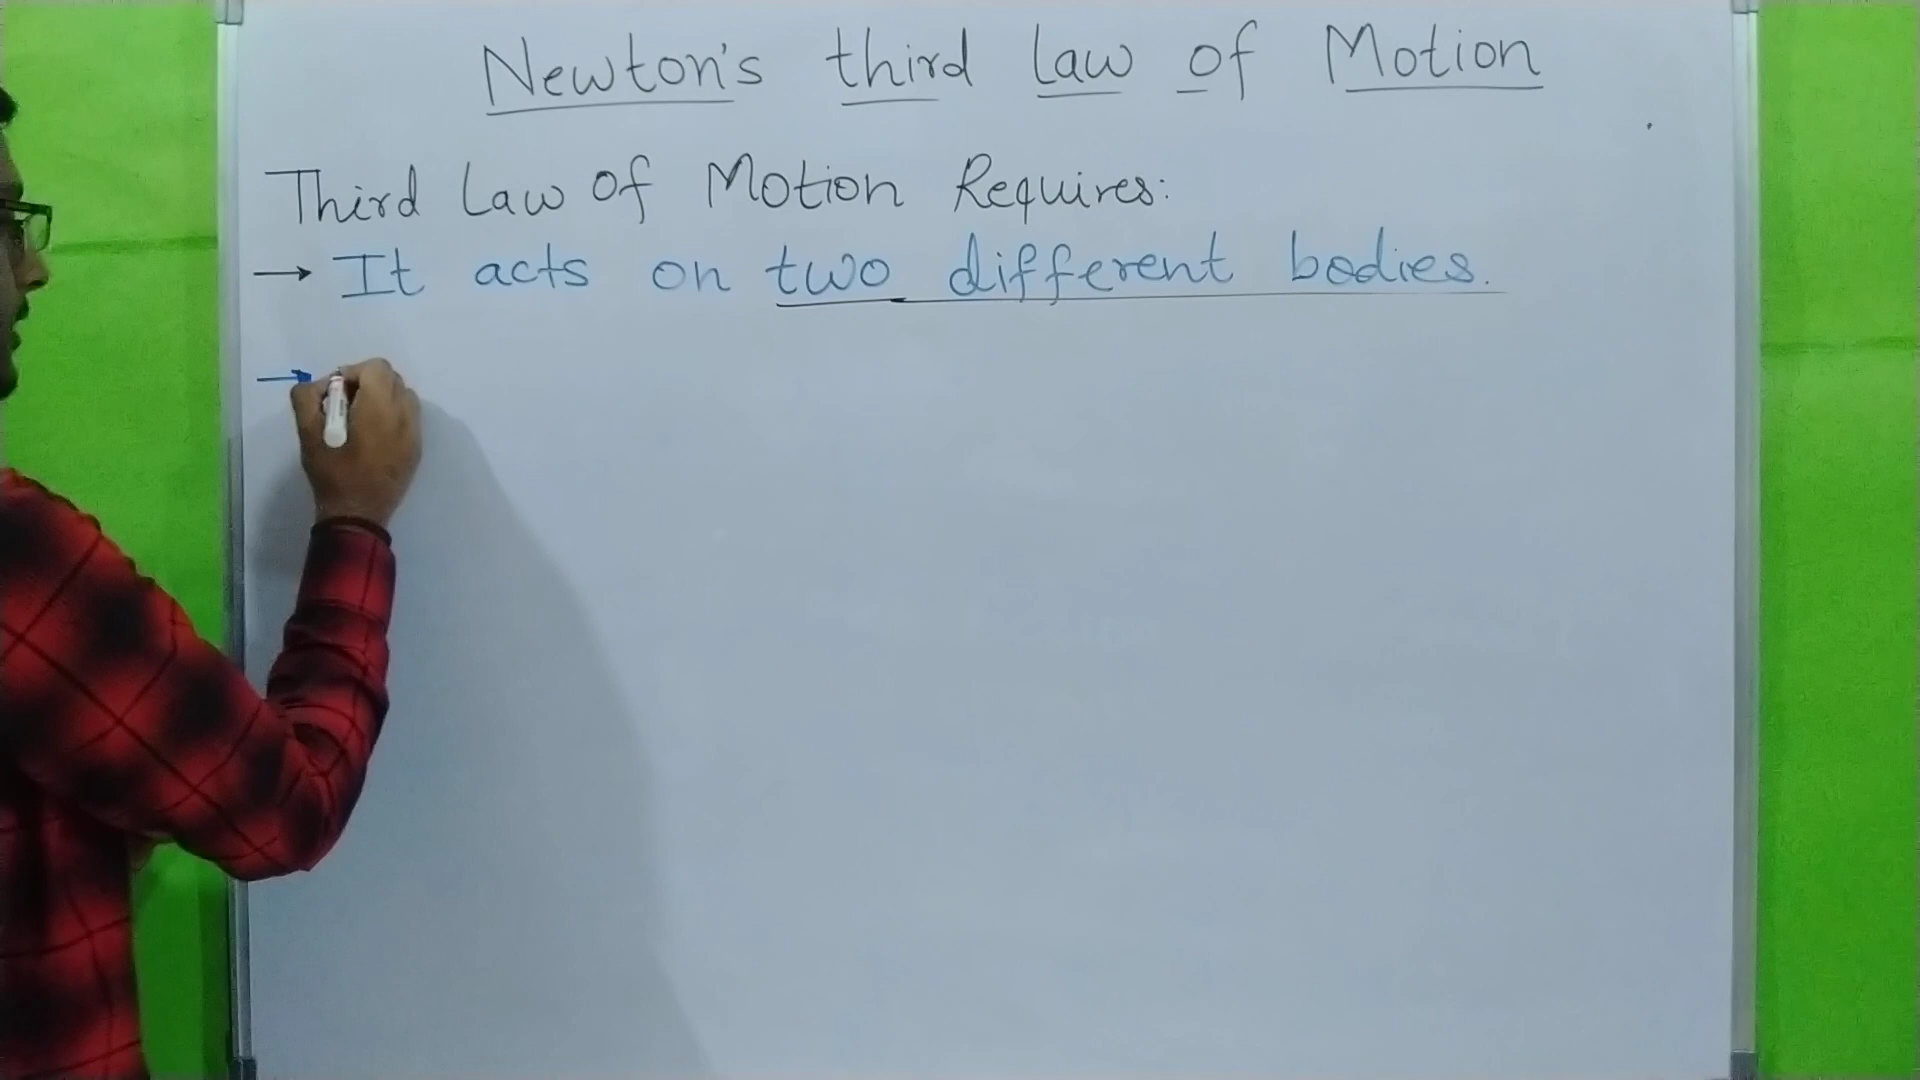 Newton's third law of Motion
Third Law Of Motion Requires:
→ It acts on two different bodies.
→